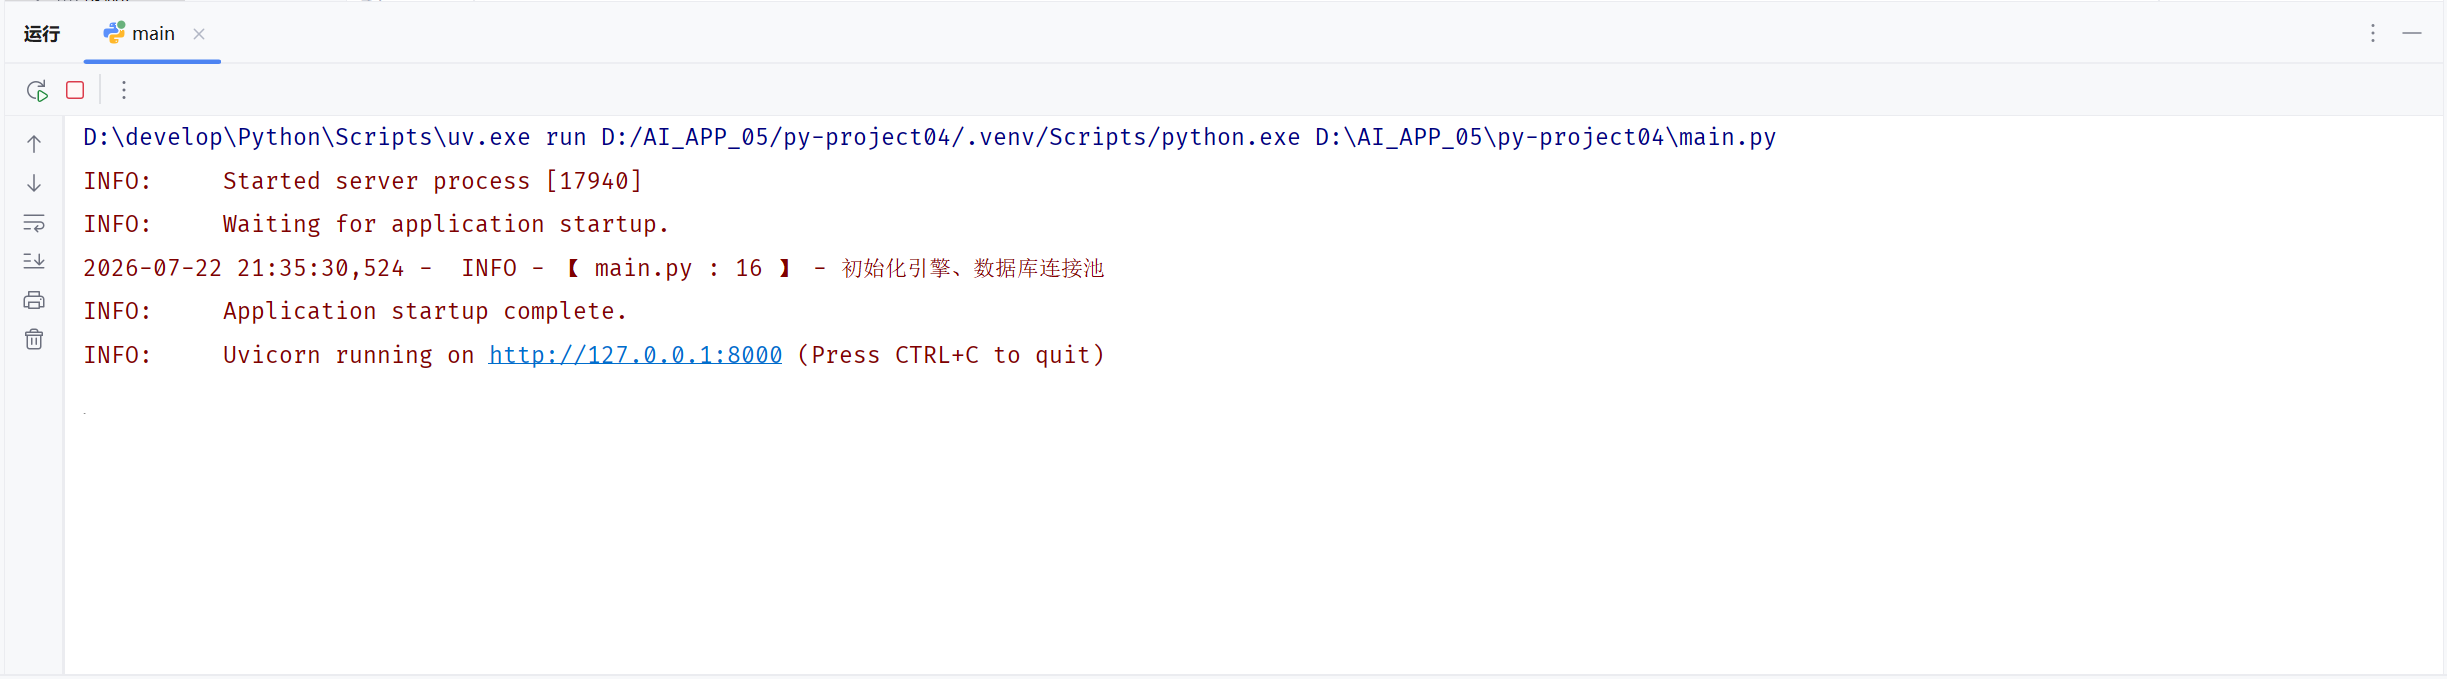 运行 main
D:\develop\Python\Scripts\uv.exe run D:/AI_APP_05/py-project04/.venv/Scripts/python.exe D:\AI_APP_05\py-project04\main.py
INFO:     Started server process [17940]
INFO:     Waiting for application startup.
2026-07-22 21:35:30,524 -  INFO - 【 main.py : 16 】 - 初始化引擎、数据库连接池
INFO:     Application startup complete.
INFO:     Uvicorn running on http://127.0.0.1:8000 (Press CTRL+C to quit)